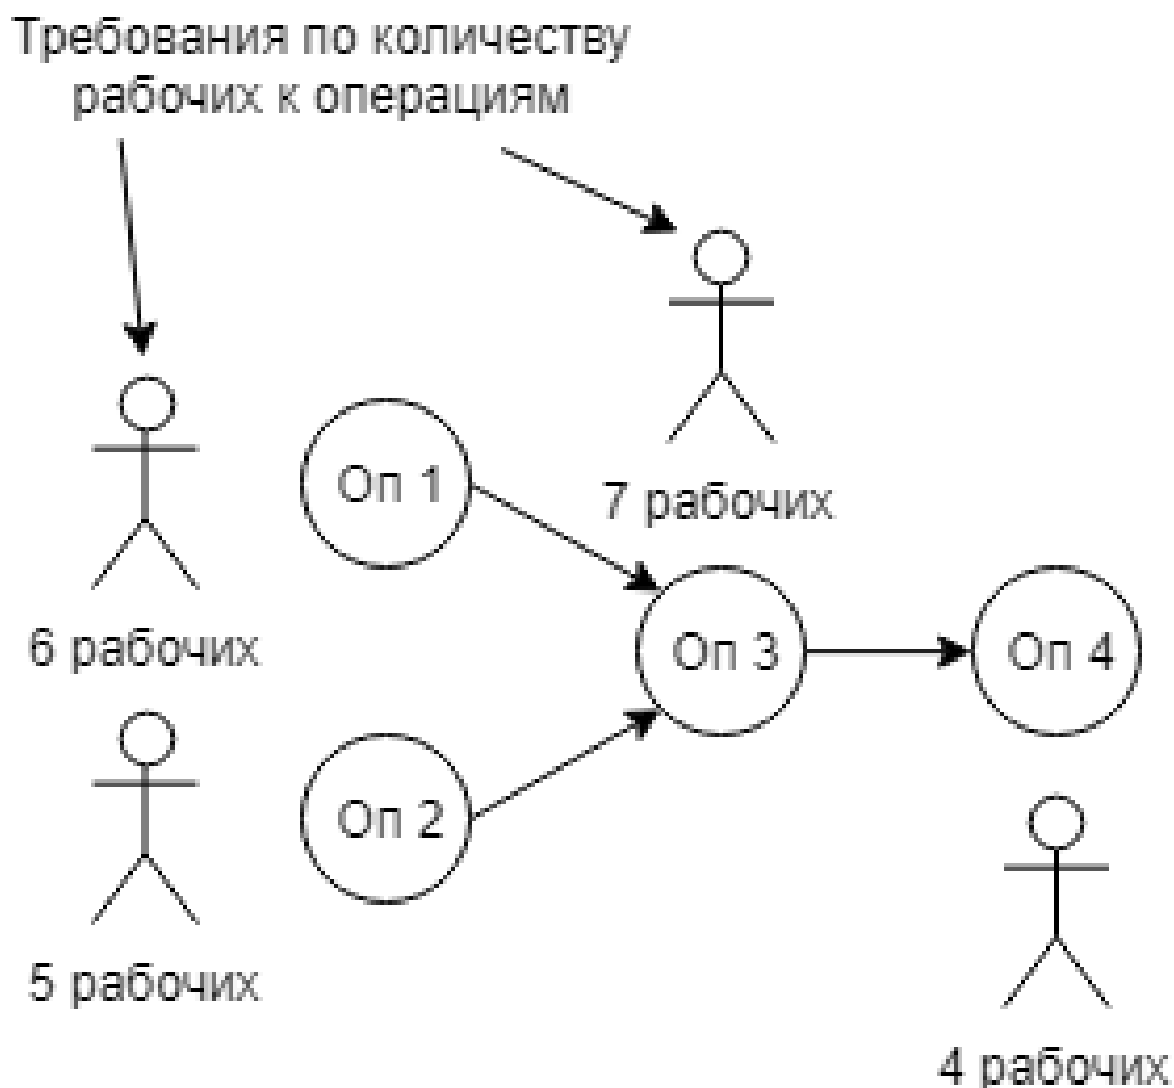 Требования по количеству
рабочих к операциям
7 рабочих
Оп 1
6 рабочих
Оп 3
Оп 4
Оп 2
5 рабочих
4 рабочих